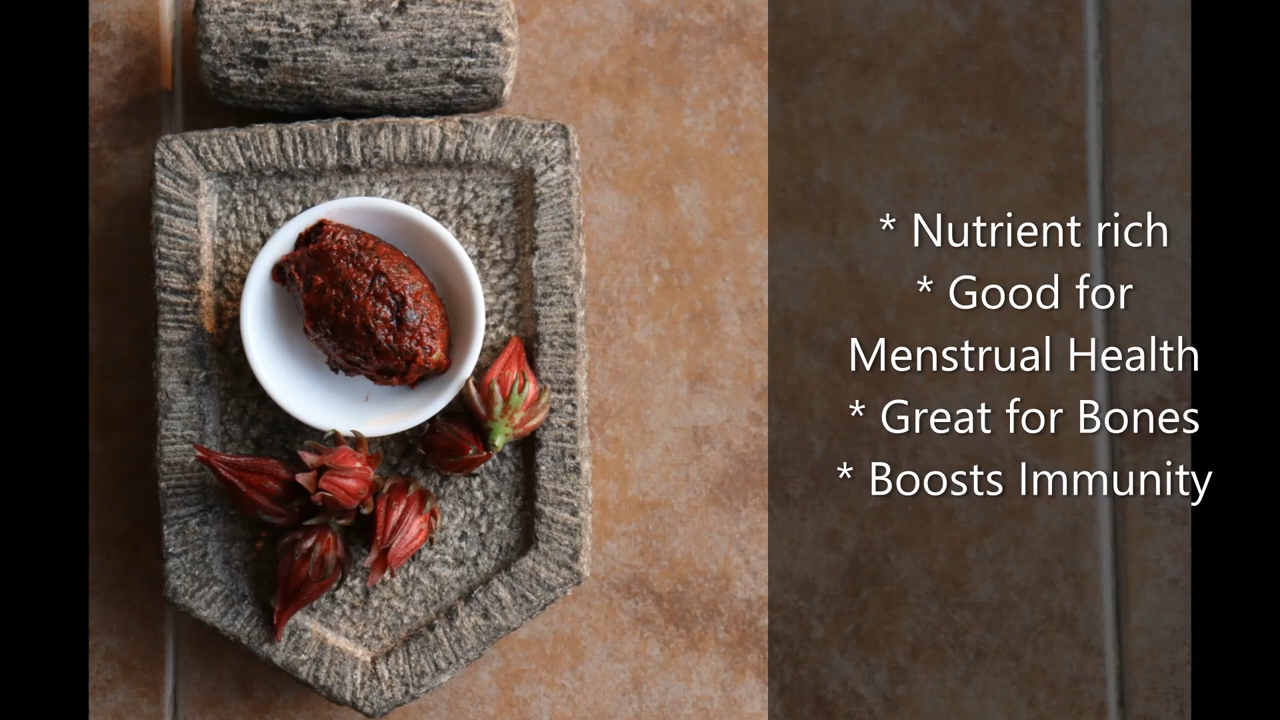 * Nutrient rich
* Good for
Menstrual Health
* Great for Bones
* Boosts Immunity